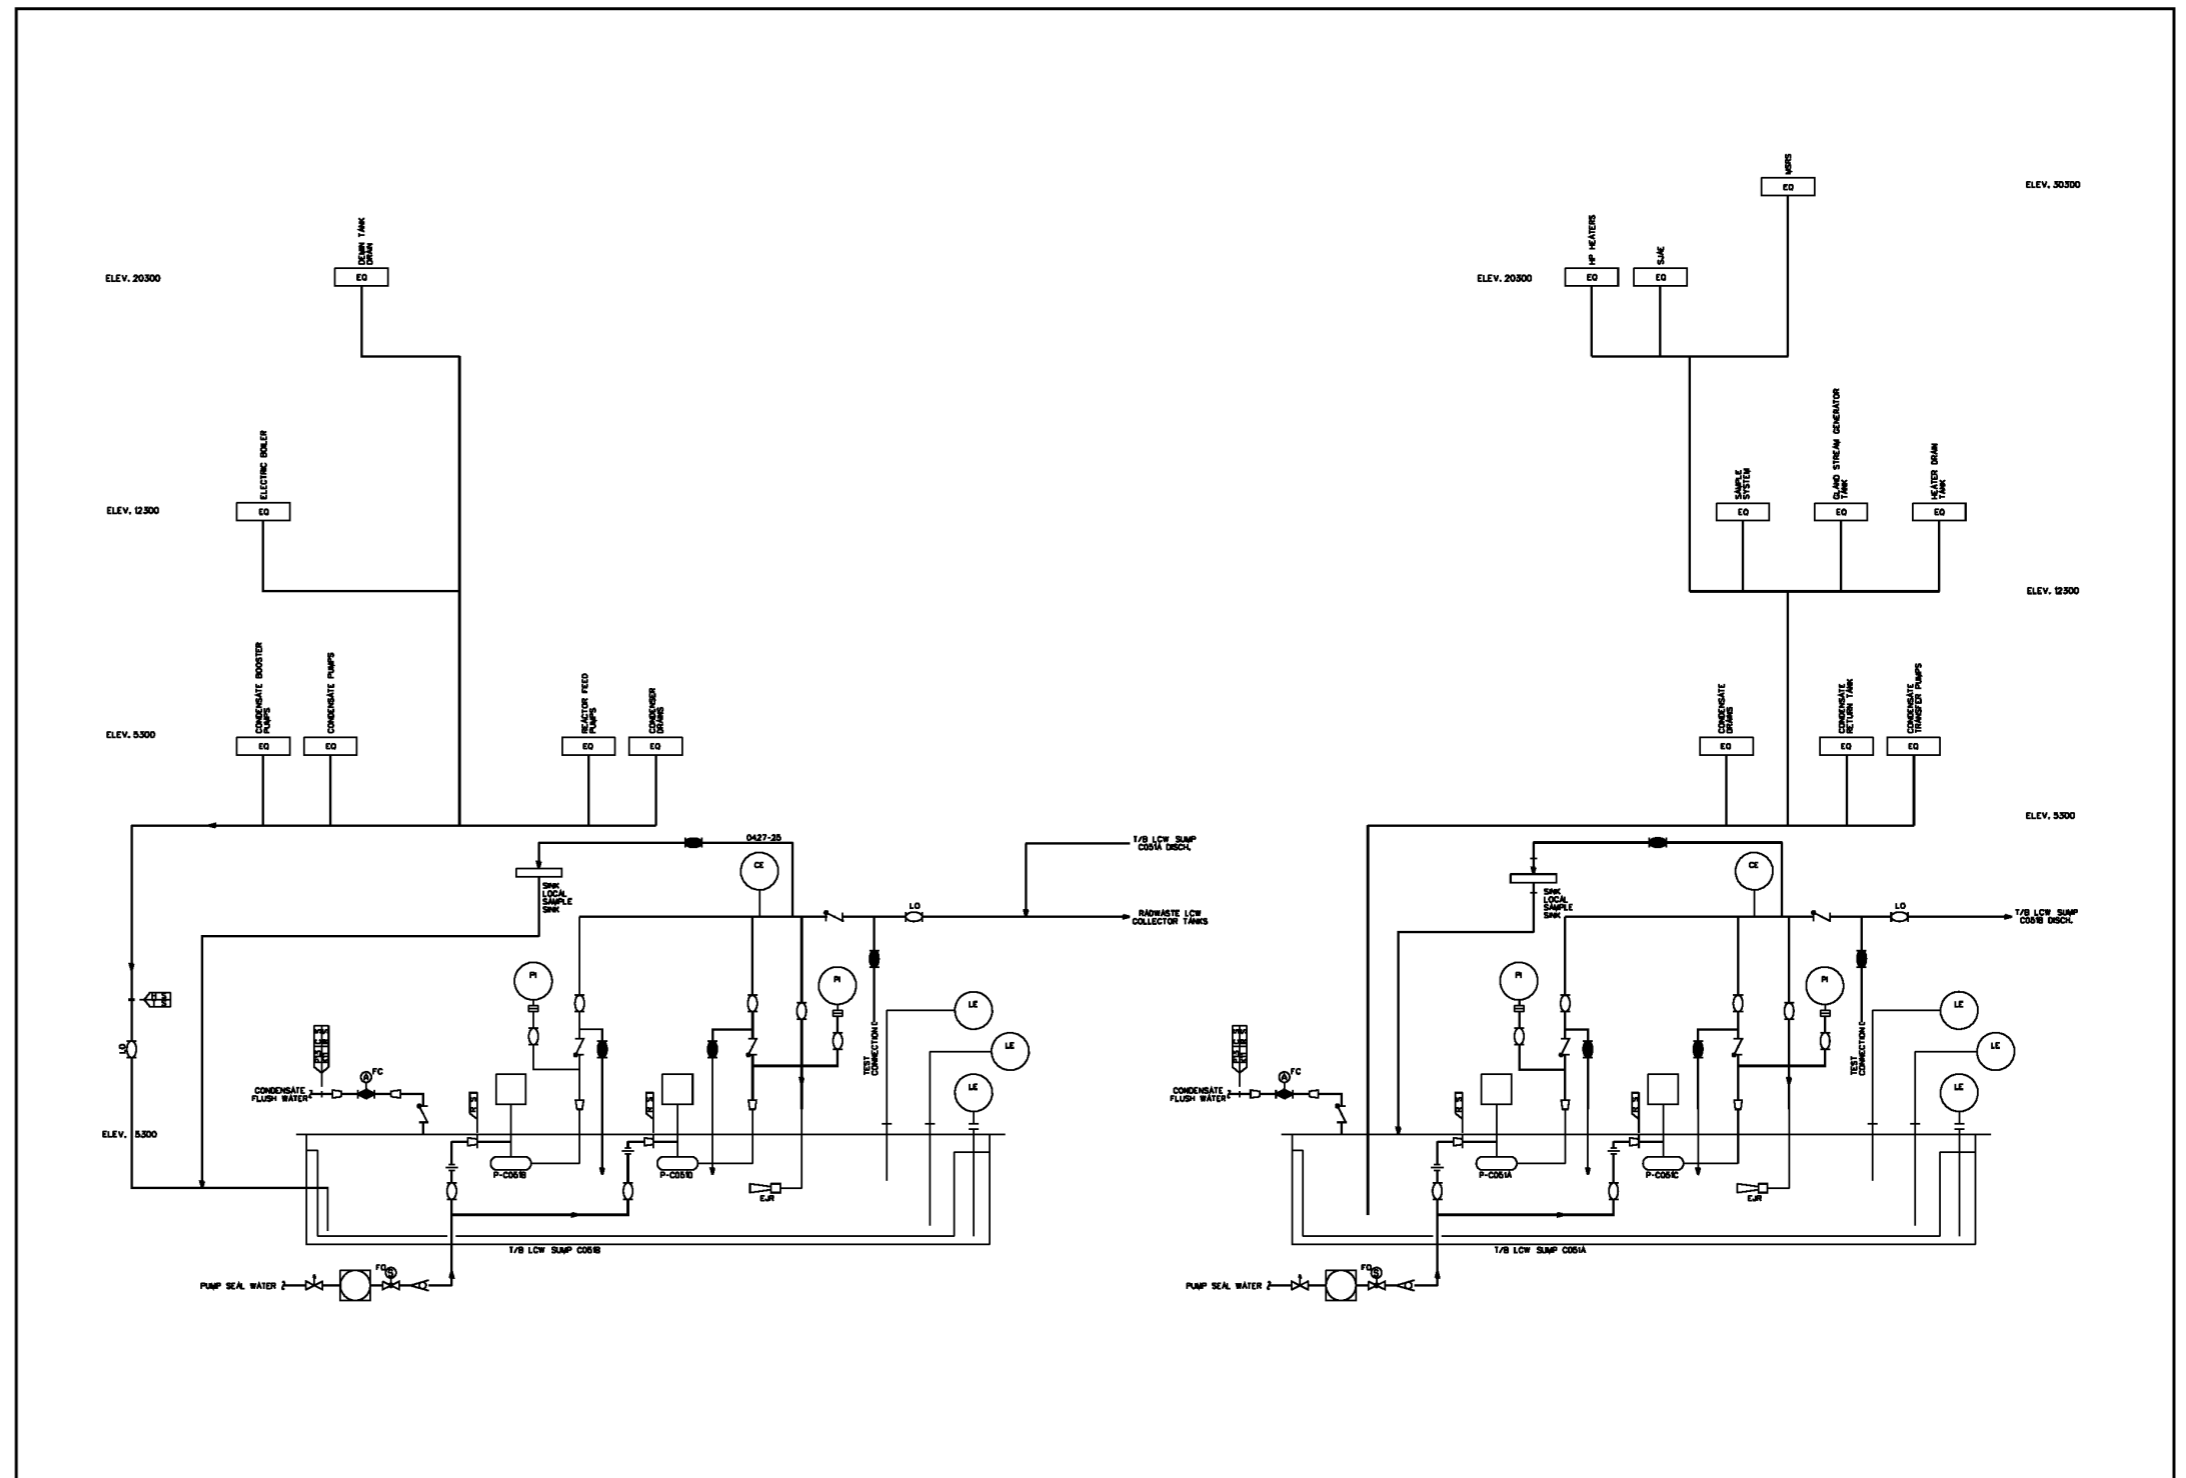 MSRS
ELEV. 30300
DEMIN TANK
DRAIN
HP HEATERS
SJAE
ELEV. 20300
EQ
ELEV. 20300
EQ
EQ
EQ
ELECTRIC BOILER
SAMPLE
SYSTEM
GLAND STREAM GENERATOR
TANK
HEATER DRAIN
TANK
ELEV. 12300
EQ
EQ
EQ
EQ
ELEV. 12300
CONDENSATE BOOSTER
PUMPS
CONDENSATE PUMPS
REACTOR FEED
PUMPS
CONDENSER
DRAINS
CONDENSATE
DRAINS
CONDENSATE
RETURN TANK
CONDENSATE
TRANSFER PUMPS
ELEV. 5300
EQ
EQ
EQ
EQ
EQ
EQ
EQ
ELEV. 5300
0427-25
T/B LCW SUMP
C051A DISCH.
CE
SINK
LOCAL
SAMPLE
SINK
LO
RADWASTE LCW
COLLECTOR TANKS
PI
PI
LE
LE
LE
TEST
CONNECTION
LO
A
FC
CONDENSATE
FLUSH WATER
ELEV. 5300
P-C051B
P-C051D
EJR
T/B LCW SUMP C051B
FO
S
PUMP SEAL WATER
CE
SINK
LOCAL
SAMPLE
SINK
LO
T/B LCW SUMP
C051B DISCH.
PI
PI
LE
LE
LE
TEST
CONNECTION
A
FC
CONDENSATE
FLUSH WATER
P-C051A
P-C051C
EJR
T/B LCW SUMP C051A
FO
S
PUMP SEAL WATER